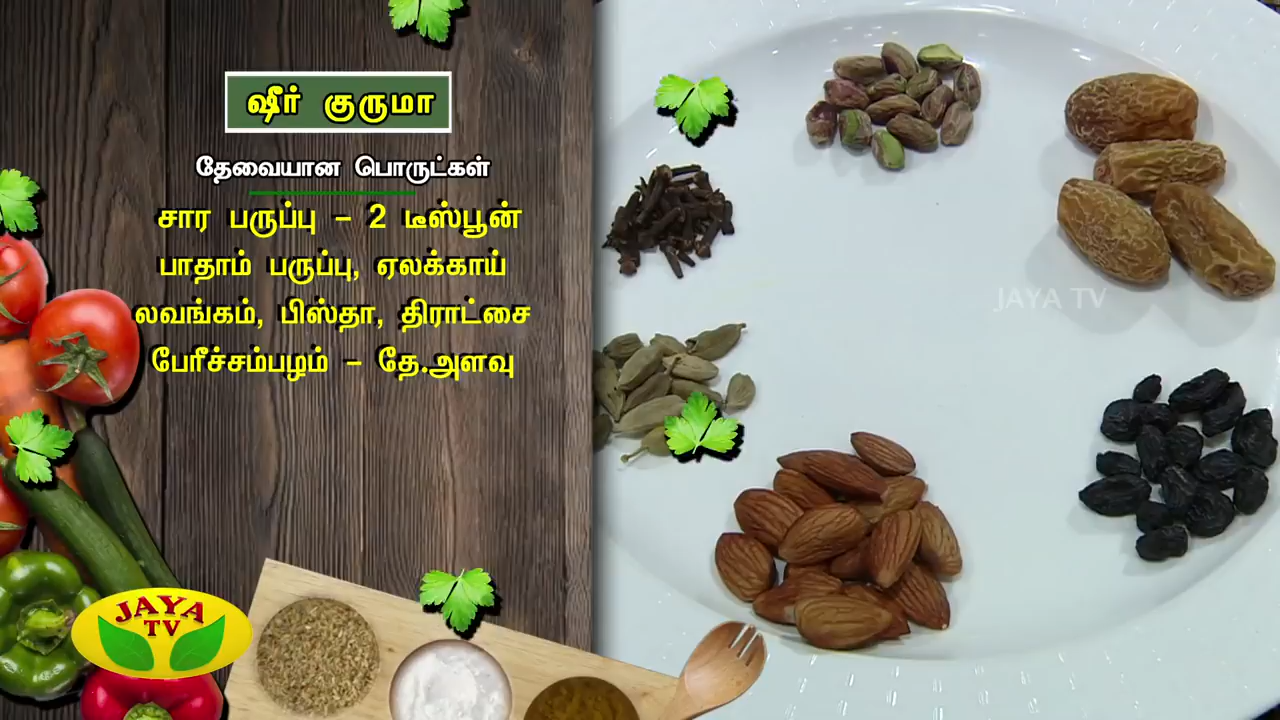 ஷீர் குருமா
தேவையான பொருட்கள்
சார பருப்பு – 2 டீஸ்பூன்
பாதாம் பருப்பு, ஏலக்காய்
லவங்கம், பிஸ்தா, திராட்சை
பேரீச்சம்பழம் – தே.அளவு
JAYA TV
JAYA
TV